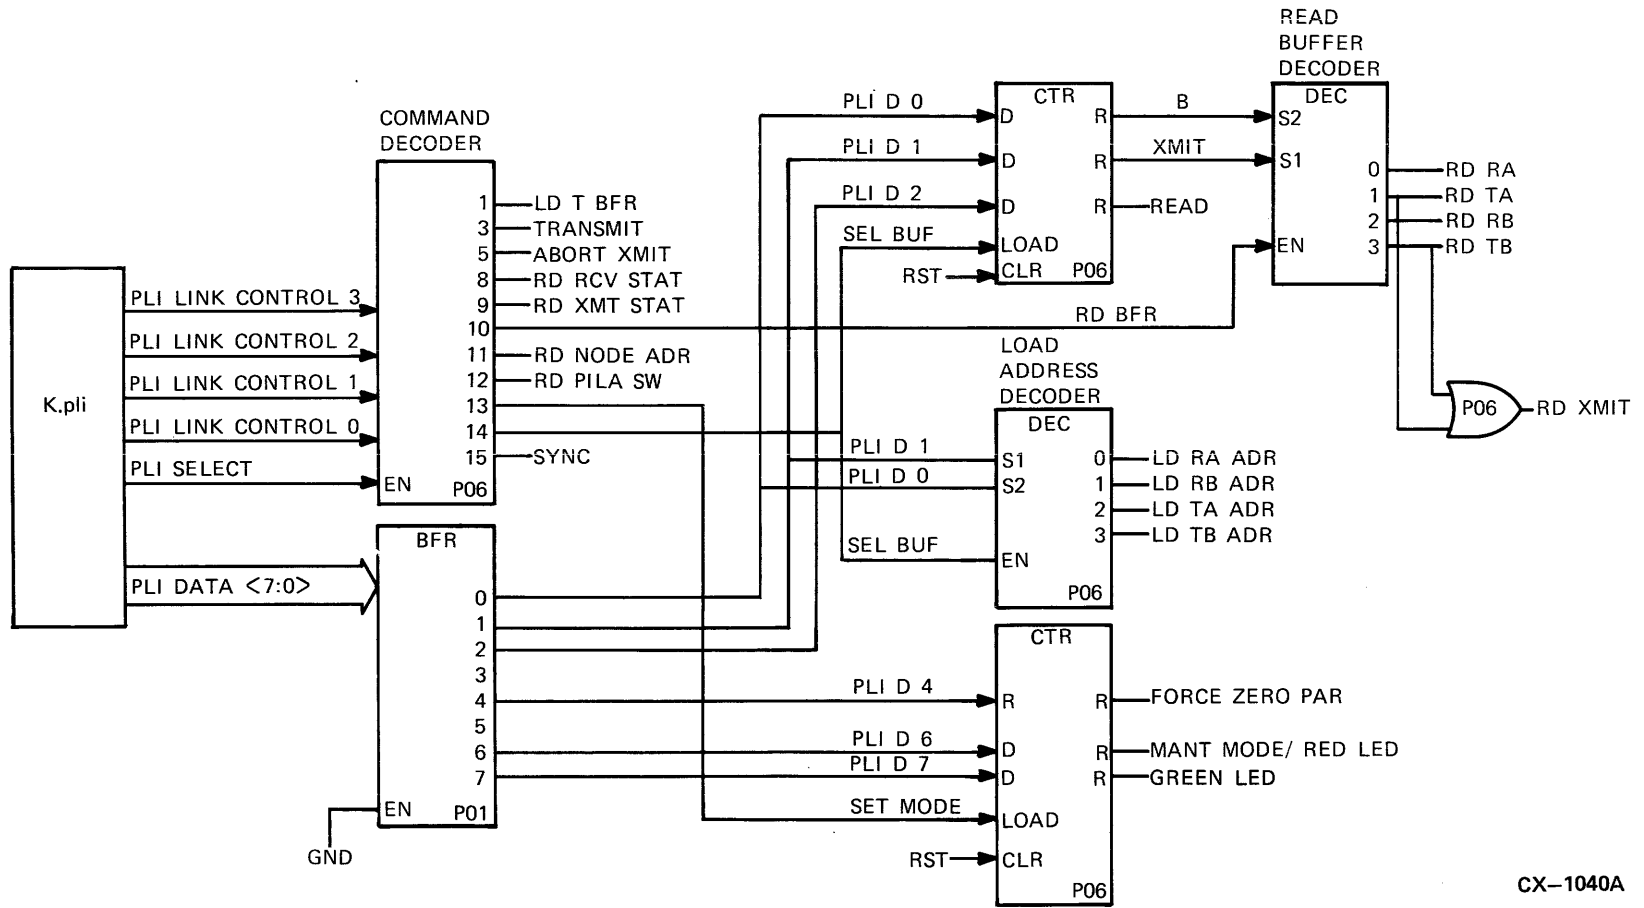 READ
BUFFER
DECODER
COMMAND
DECODER
K.pli
PLI LINK CONTROL 3
PLI LINK CONTROL 2
PLI LINK CONTROL 1
PLI LINK CONTROL 0
PLI SELECT
PLI DATA <7:0>
1 LD T BFR
3 TRANSMIT
5 ABORT XMIT
8 RD RCV STAT
9 RD XMT STAT
10 RD BFR
11 RD NODE ADR
12 RD PILA SW
13
14
15 SYNC
EN
P06
BFR
0
1
2
3
4
5
6
7
EN
P01
GND
PLI D 0
PLI D 1
PLI D 2
SEL BUF
RST
CTR
D R B
D R XMIT
D R READ
LOAD
CLR P06
DEC
S2
S1
EN
0 RD RA
1 RD TA
2 RD RB
3 RD TB
P06 RD XMIT
LOAD
ADDRESS
DECODER
DEC
PLI D 1 S1
PLI D 0 S2
SEL BUF EN
0 LD RA ADR
1 LD RB ADR
2 LD TA ADR
3 LD TB ADR
P06
CTR
PLI D 4 R R FORCE ZERO PAR
PLI D 6 D R MANT MODE/ RED LED
PLI D 7 D R GREEN LED
SET MODE LOAD
RST CLR
P06
CX–1040A